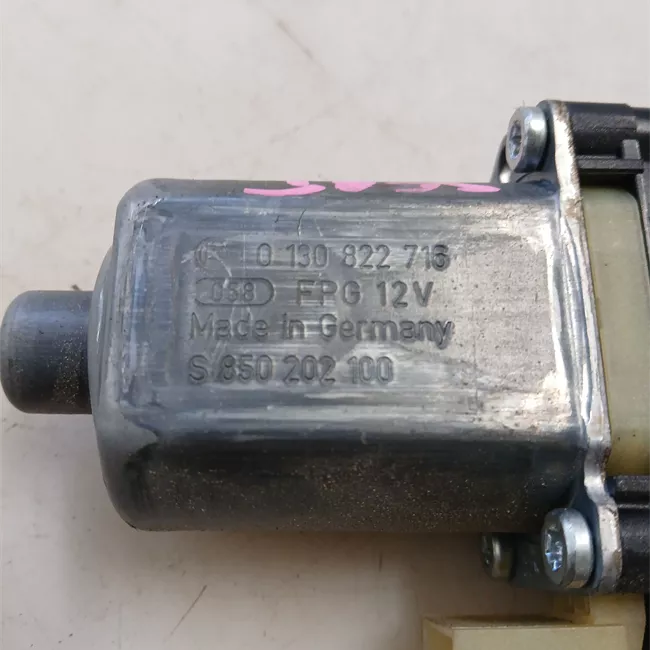 0 130 822 716
038 FPG 12V
Made in Germany
S 850 202 100